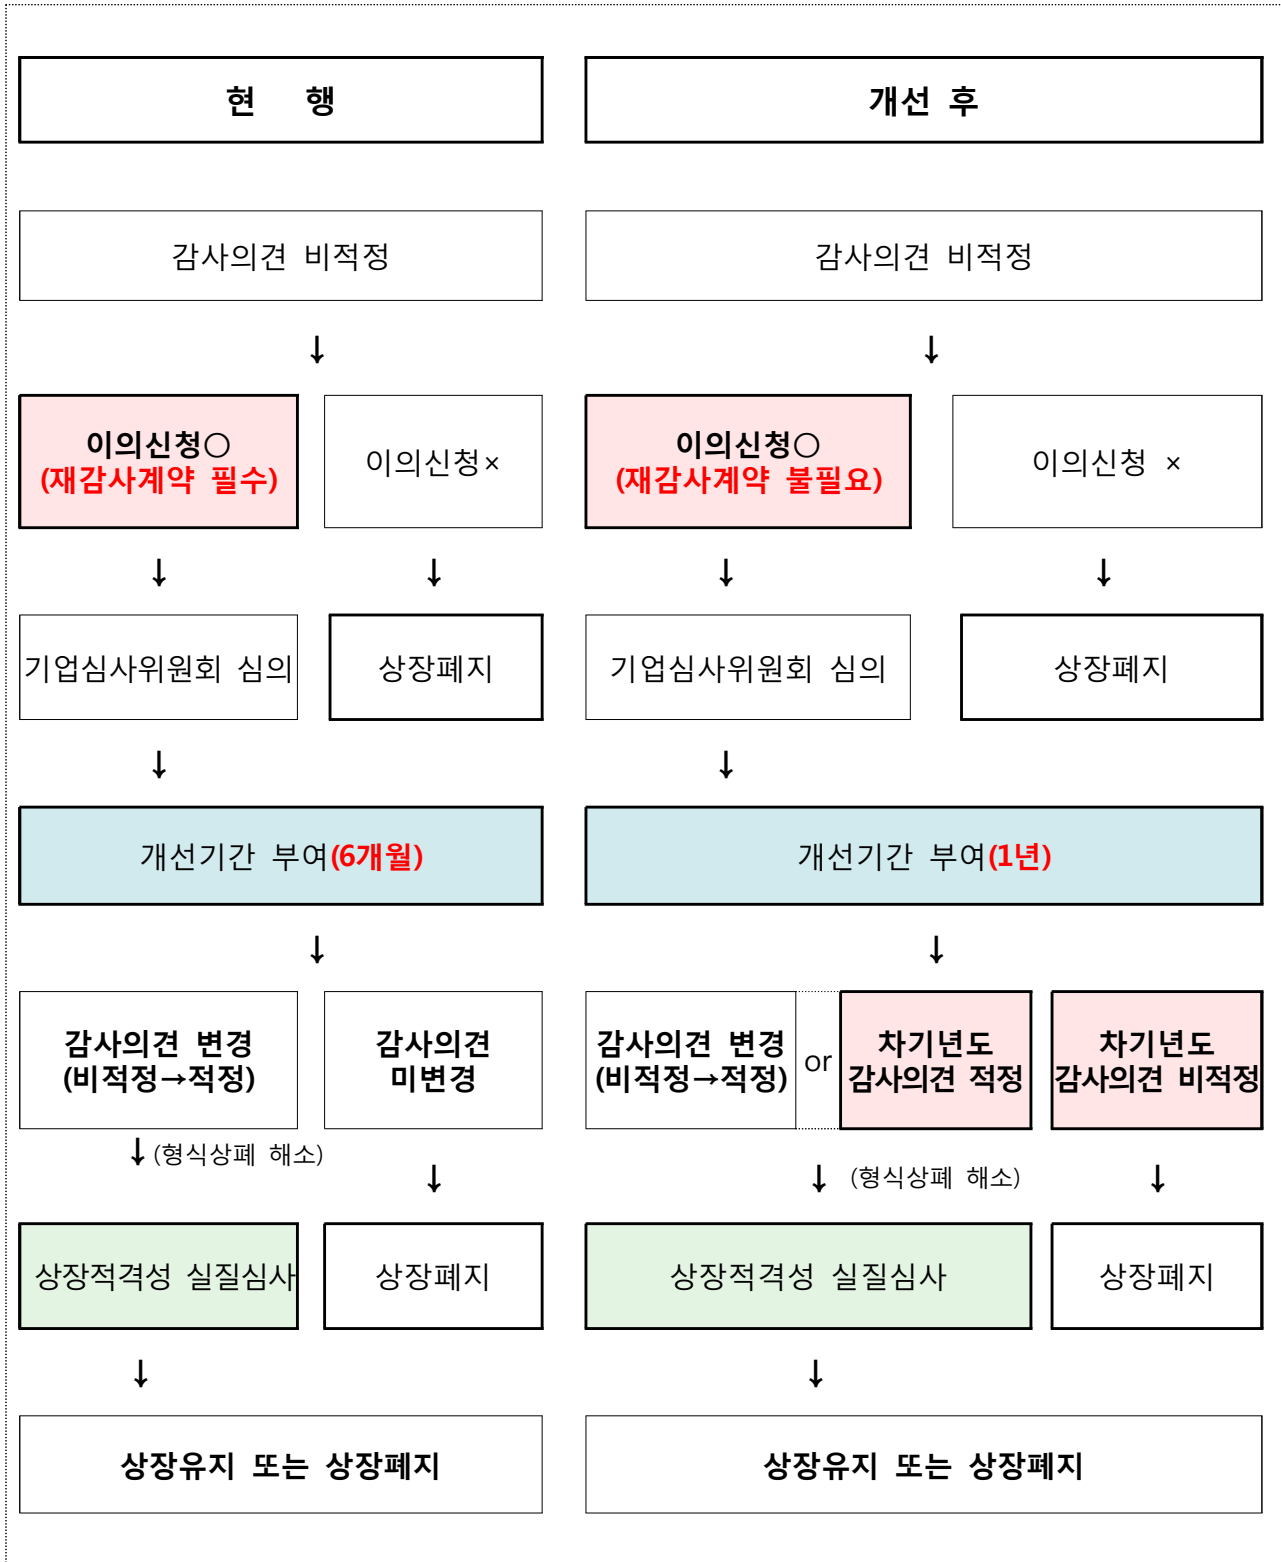 현 행
개선 후
감사의견 비적정
감사의견 비적정
↓
↓
이의신청○
(재감사계약 필수)
이의신청×
이의신청○
(재감사계약 불필요)
이의신청 ×
↓
↓
↓
↓
기업심사위원회 심의
상장폐지
기업심사위원회 심의
상장폐지
↓
↓
개선기간 부여(6개월)
개선기간 부여(1년)
↓
↓
감사의견 변경
(비적정→적정)
감사의견
미변경
감사의견 변경
(비적정→적정)
or
차기년도
감사의견 적정
차기년도
감사의견 비적정
↓(형식상폐 해소)
↓
↓ (형식상폐 해소)
↓
상장적격성 실질심사
상장폐지
상장적격성 실질심사
상장폐지
↓
↓
상장유지 또는 상장폐지
상장유지 또는 상장폐지